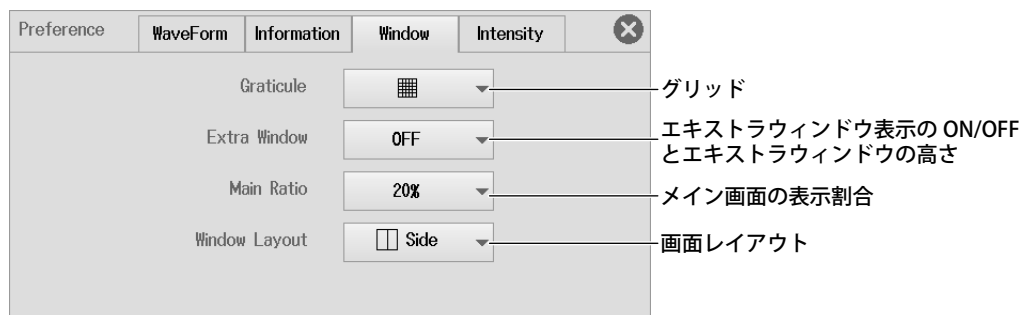 Preference WaveForm Information Window Intensity
Graticule グリッド
Extra Window OFF エキストラウィンドウ表示の ON/OFF
とエキストラウィンドウの高さ
Main Ratio 20% メイン画面の表示割合
Window Layout Side 画面レイアウト